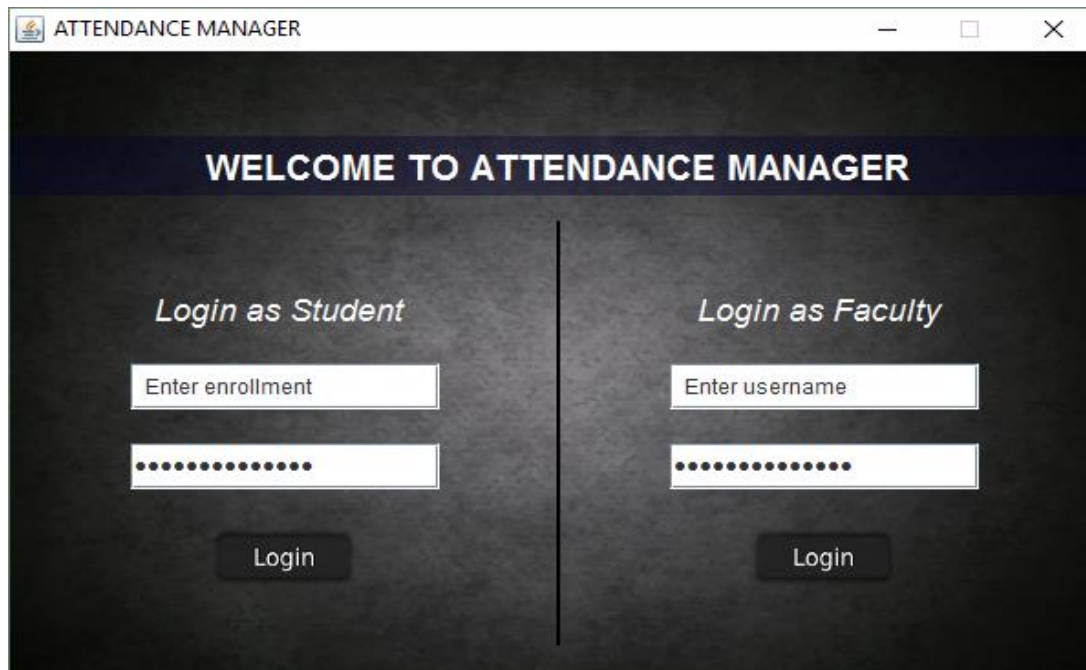 ATTENDANCE MANAGER
WELCOME TO ATTENDANCE MANAGER
Login as Student
Enter enrollment
••••••••••••••
Login
Login as Faculty
Enter username
••••••••••••••
Login